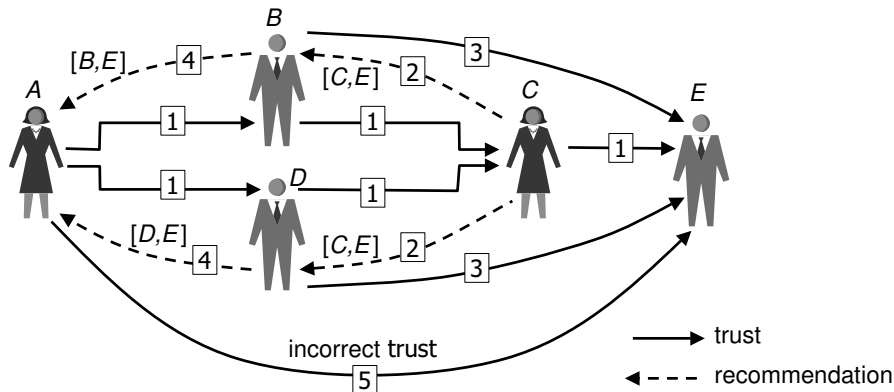 B
[B,E]
4
3
[C,E]
2
A
C
E
1
1
1
1
1
D
[D,E]
4
[C,E]
2
3
incorrect trust
5
trust
recommendation